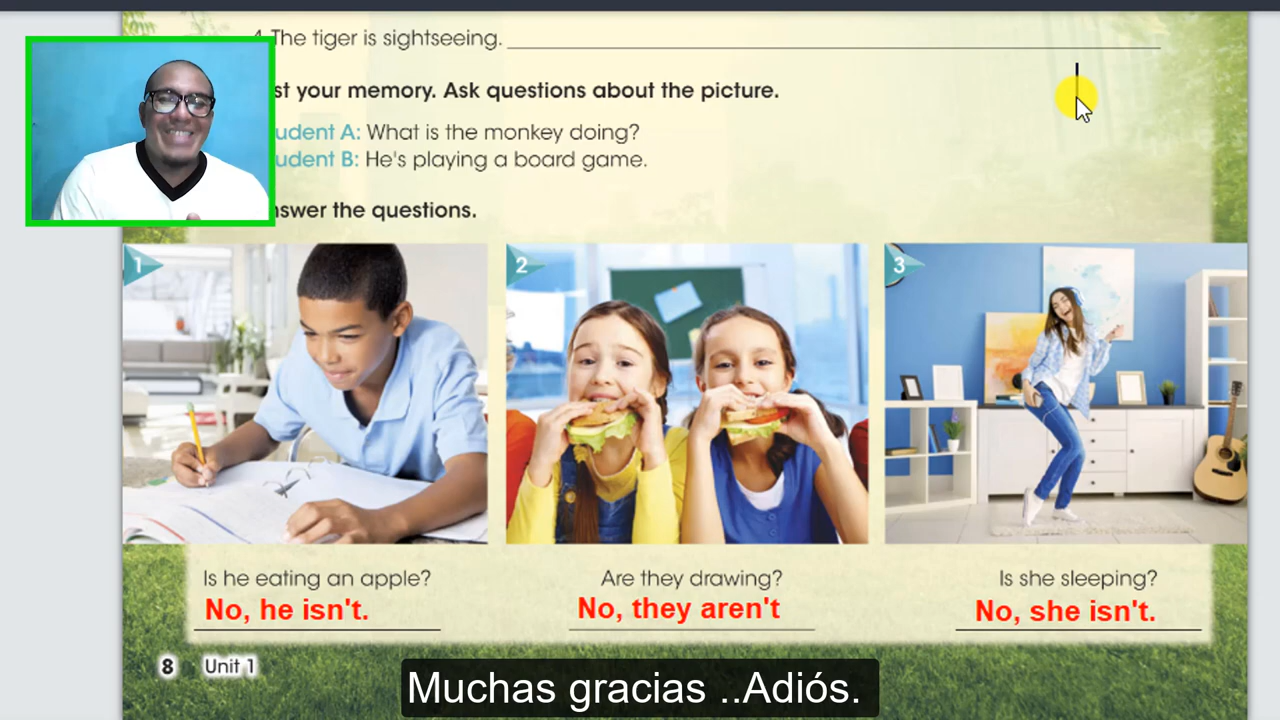 4 The tiger is sightseeing.
st your memory. Ask questions about the picture.
udent A: What is the monkey doing?
udent B: He's playing a board game.
nswer the questions.
1
2
3
Is he eating an apple?
Are they drawing?
Is she sleeping?
No, he isn't.
No, they aren't
No, she isn't.
8 Unit 1
Muchas gracias ..Adiós.